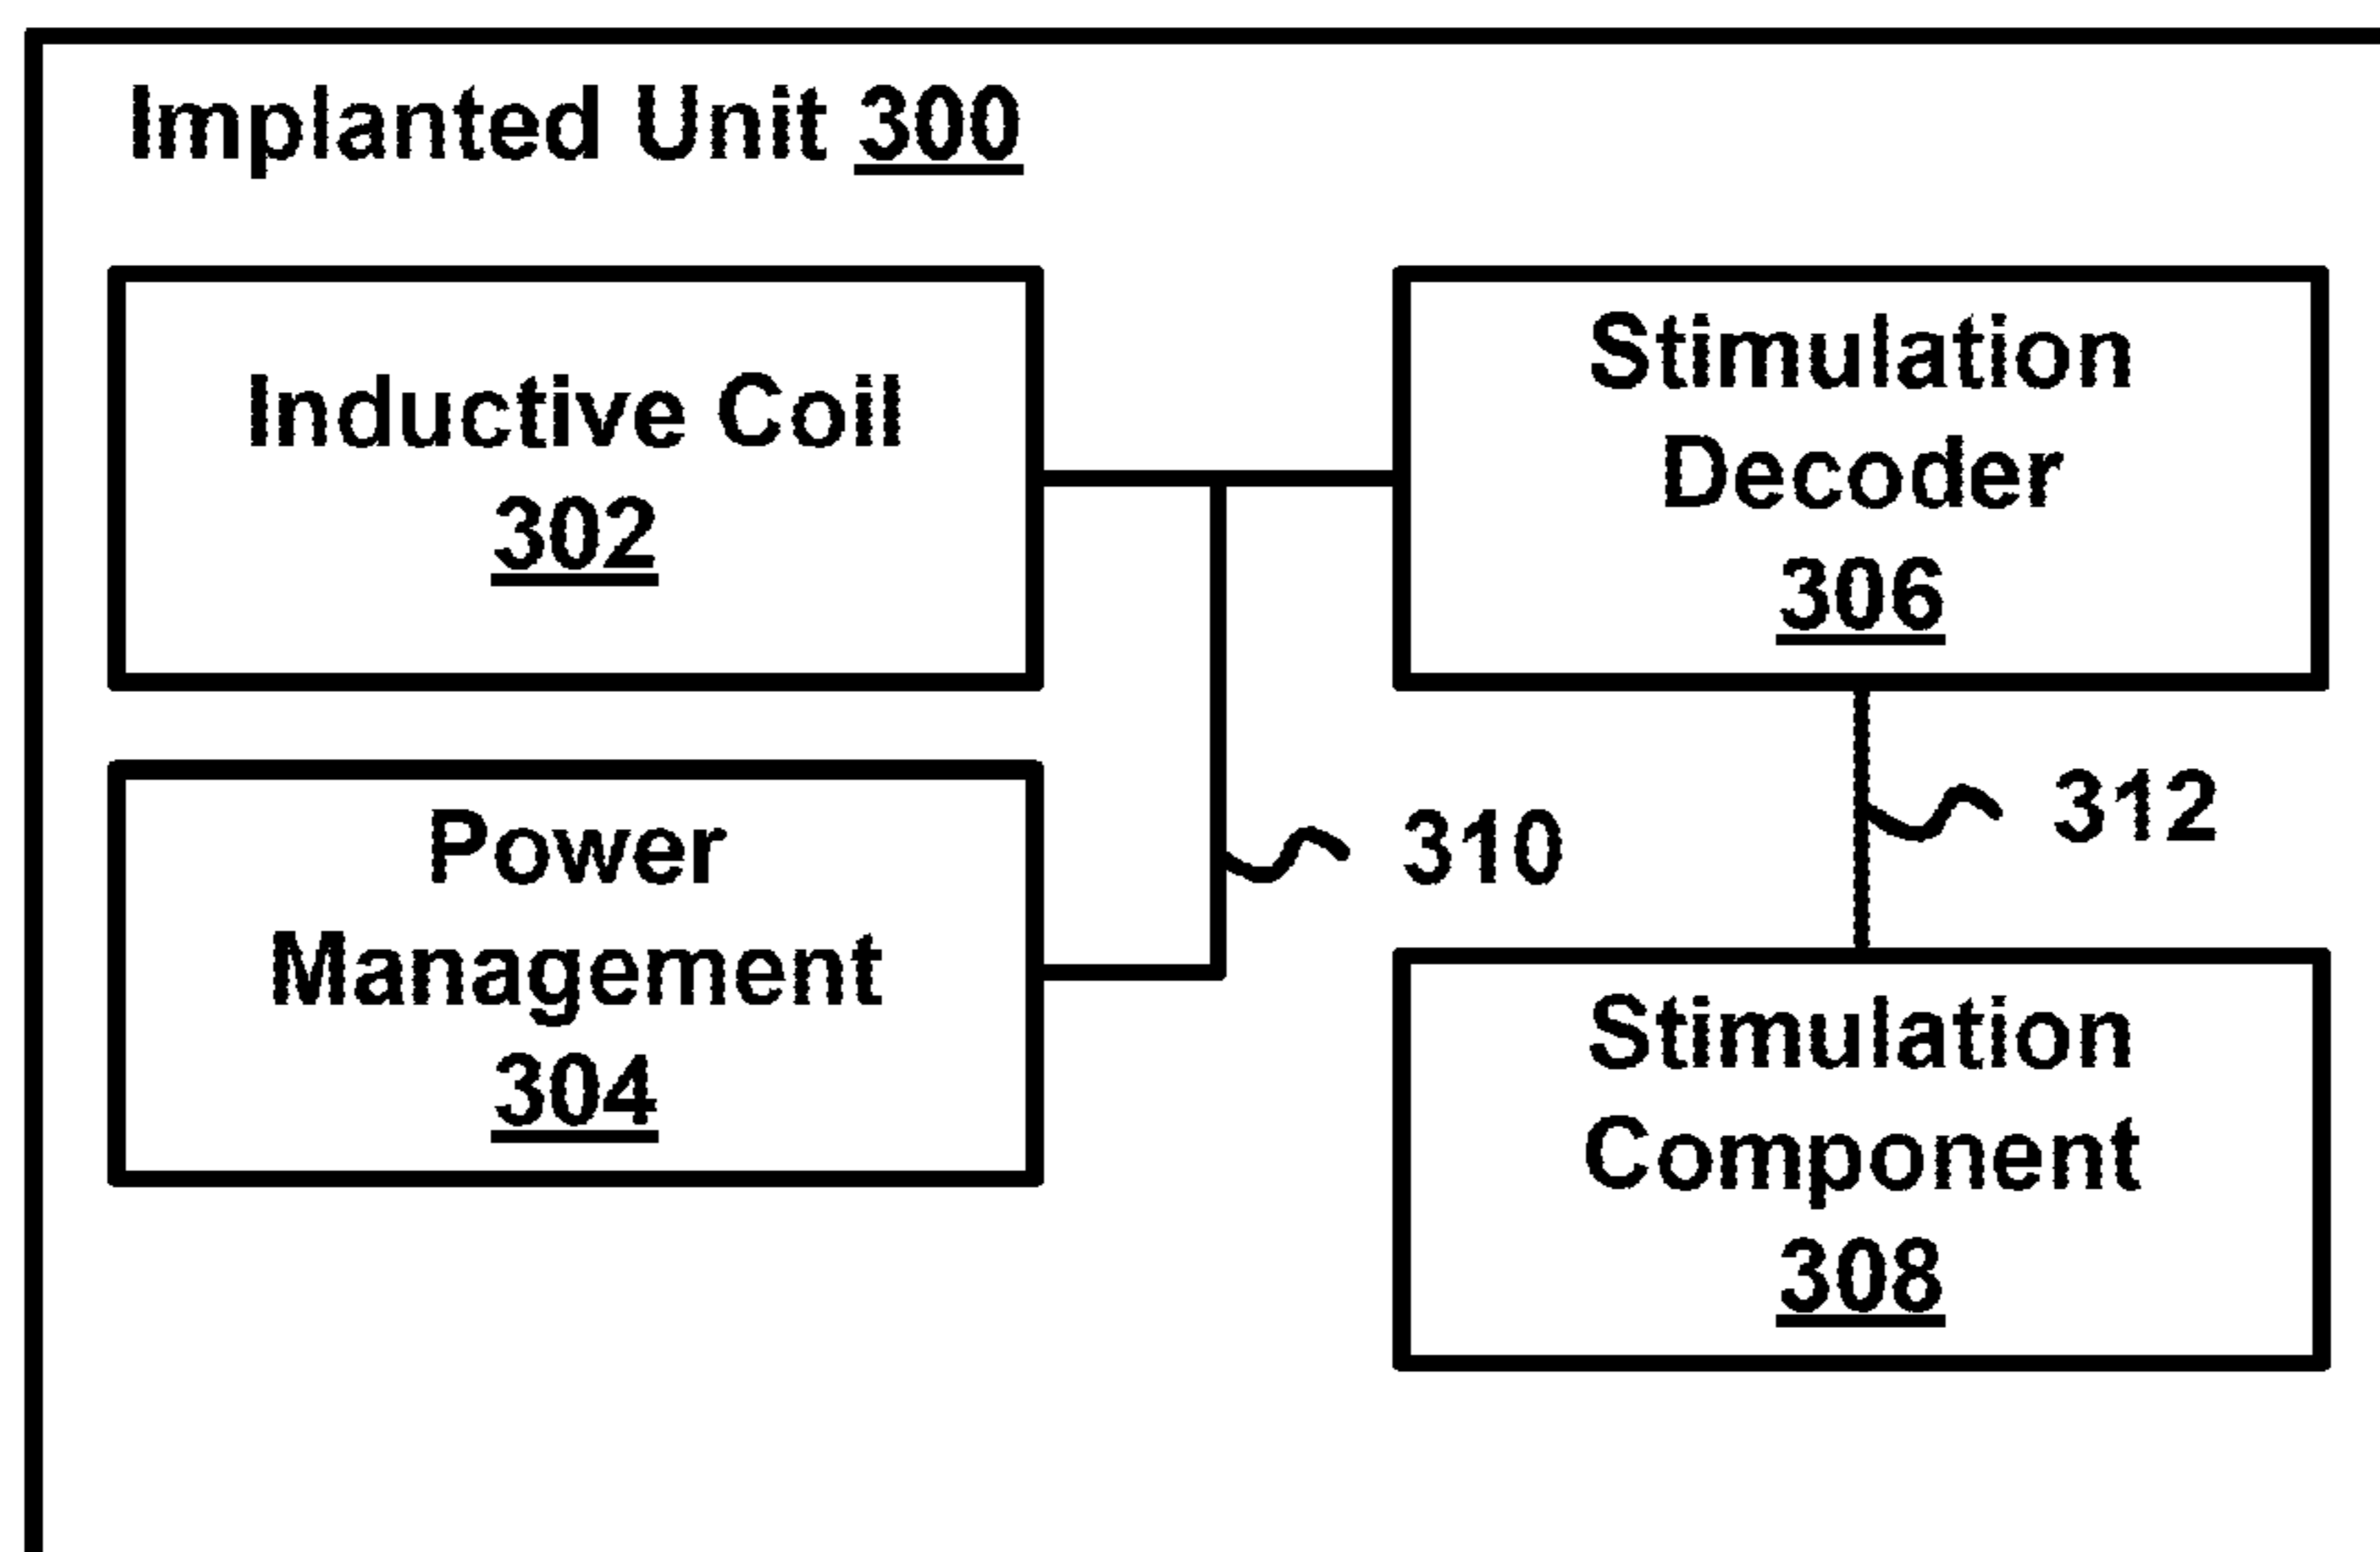 Implanted Unit 300
Inductive Coil
302
Stimulation
Decoder
306
Power
Management
304
310
312
Stimulation
Component
308